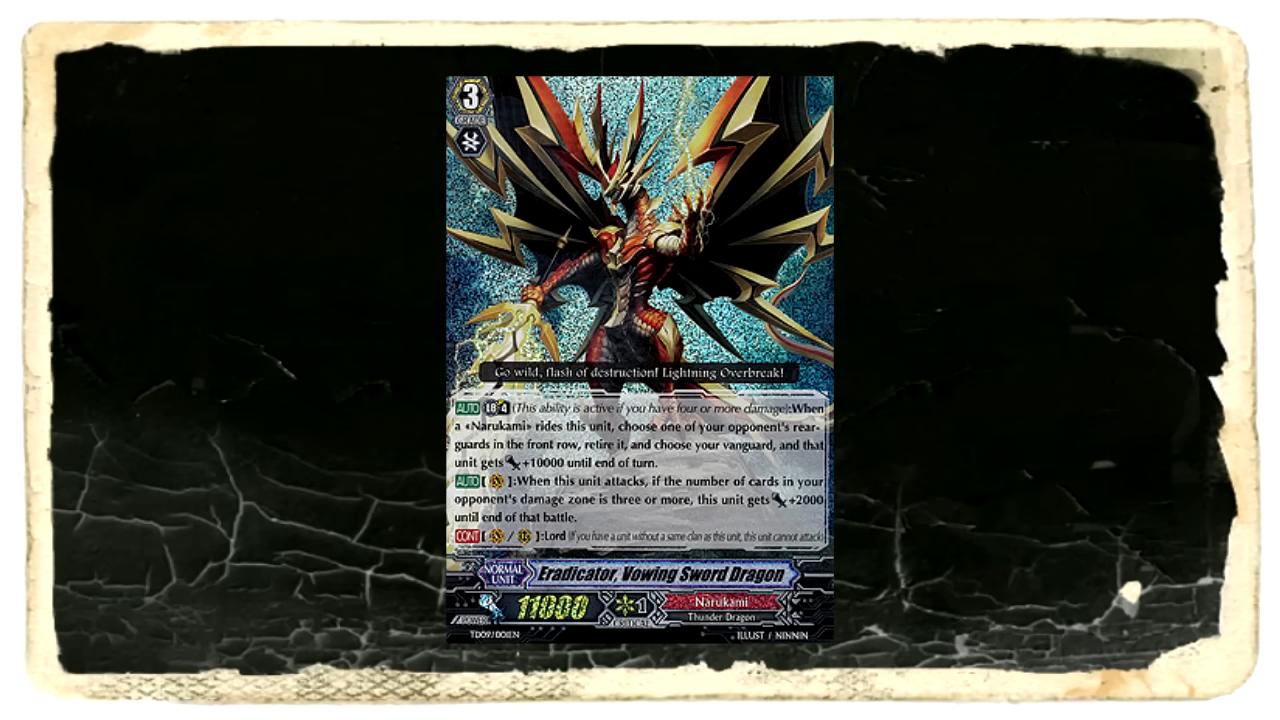 3
GRADE
Go wild, flash of destruction! Lightning Overbreak!
AUTO LB 4 (This ability is active if you have four or more damage):When
a «Narukami» rides this unit, choose one of your opponent's rear-
guards in the front row, retire it, and choose your vanguard, and that
unit gets +10000 until end of turn.
AUTO [ ]:When this unit attacks, if the number of cards in your
opponent's damage zone is three or more, this unit gets +2000
until end of that battle.
CONT [ / ]:Lord (If you have a unit without a same clan as this unit, this unit cannot attack)
NORMAL UNIT Eradicator, Vowing Sword Dragon
POWER 11000 1 CRITICAL Narukami
Thunder Dragon
TD09/001EN ILLUST / NINNIN